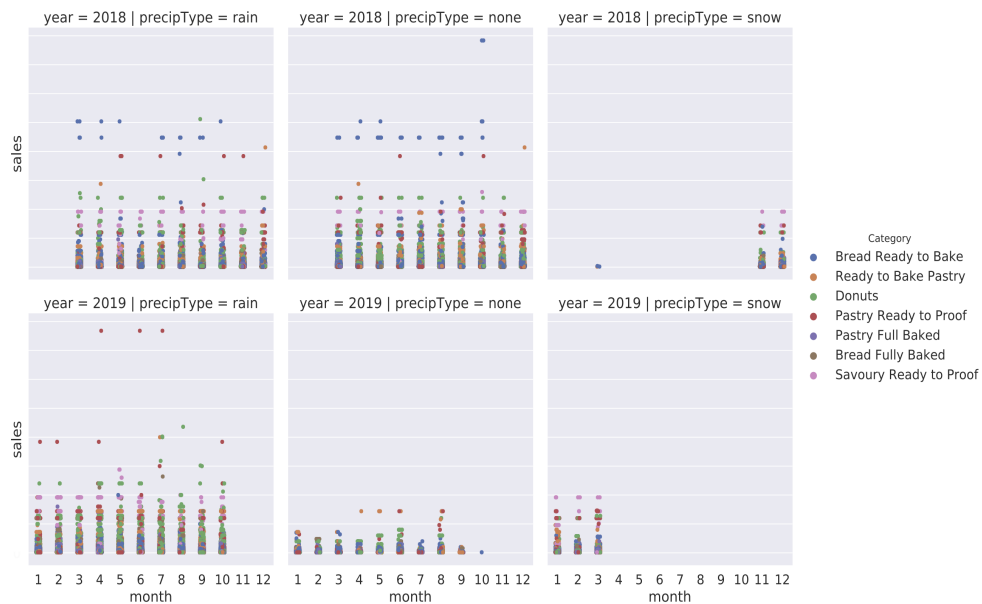 year = 2018 | precipType = rain
year = 2018 | precipType = none
year = 2018 | precipType = snow
sales
year = 2019 | precipType = rain
year = 2019 | precipType = none
year = 2019 | precipType = snow
sales
1 2 3 4 5 6 7 8 9 10 11 12
1 2 3 4 5 6 7 8 9 10 11 12
1 2 3 4 5 6 7 8 9 10 11 12
month
month
month
Category
Bread Ready to Bake
Ready to Bake Pastry
Donuts
Pastry Ready to Proof
Pastry Full Baked
Bread Fully Baked
Savoury Ready to Proof